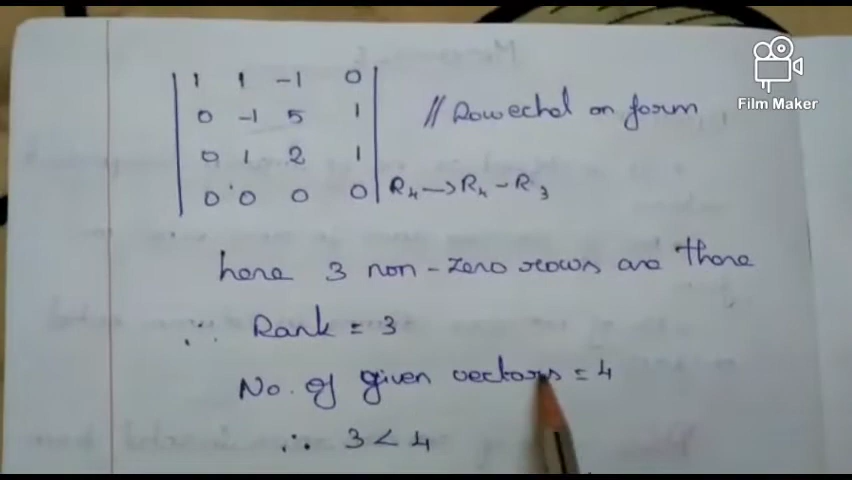 1 1 -1 0
0 -1 5 1 // Rowechel on form
0 1 2 1
0 0 0 0 R₄ → R₄ - R₃
here 3 non-zero rows are there
∴ Rank = 3
No. of given vectors = 4
∴ 3 < 4
Film Maker